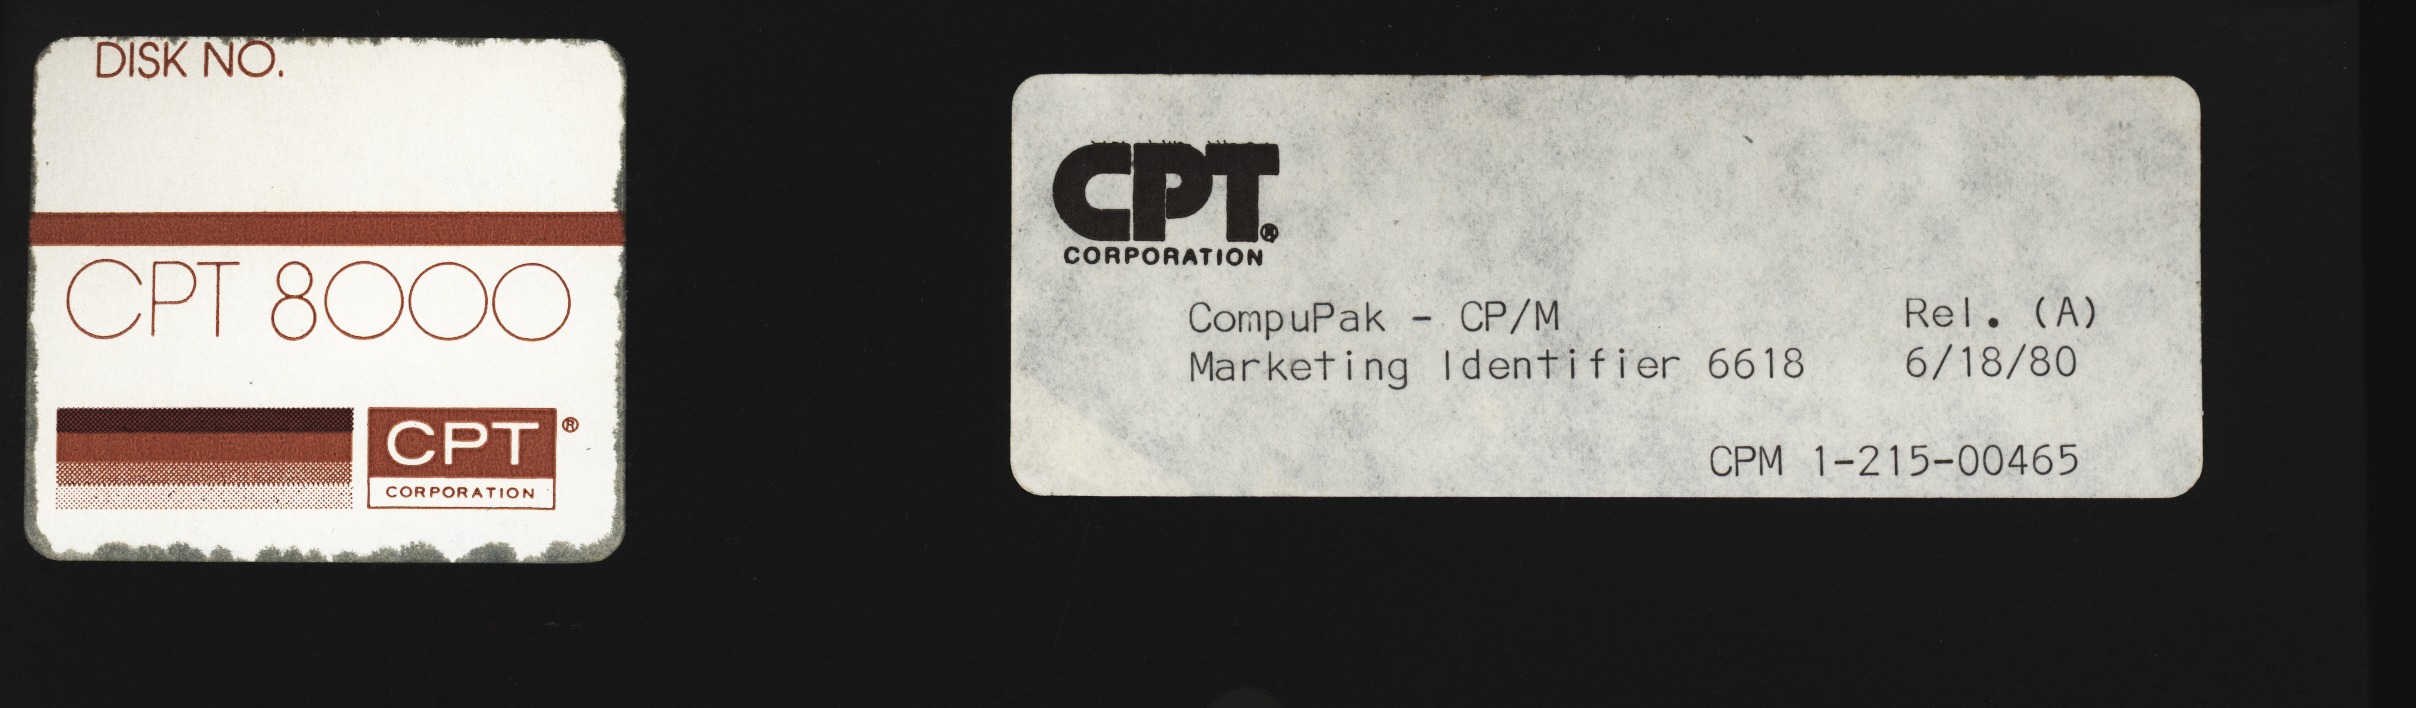 DISK NO.
CPT 8000
CPT ®
CORPORATION
CPT ®
CORPORATION
CompuPak - CP/M Rel. (A)
Marketing Identifier 6618 6/18/80
CPM 1-215-00465